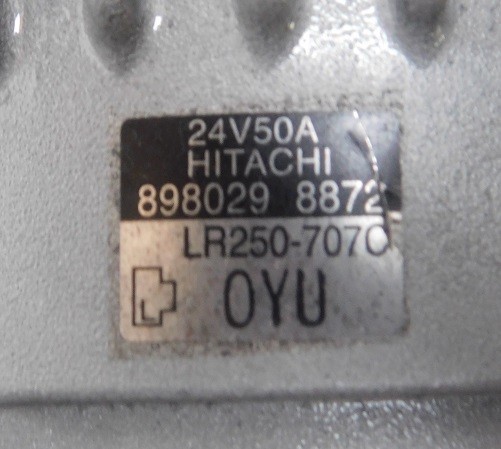 24V50A
HITACHI
898029 8872
LR250-707C
L OYU